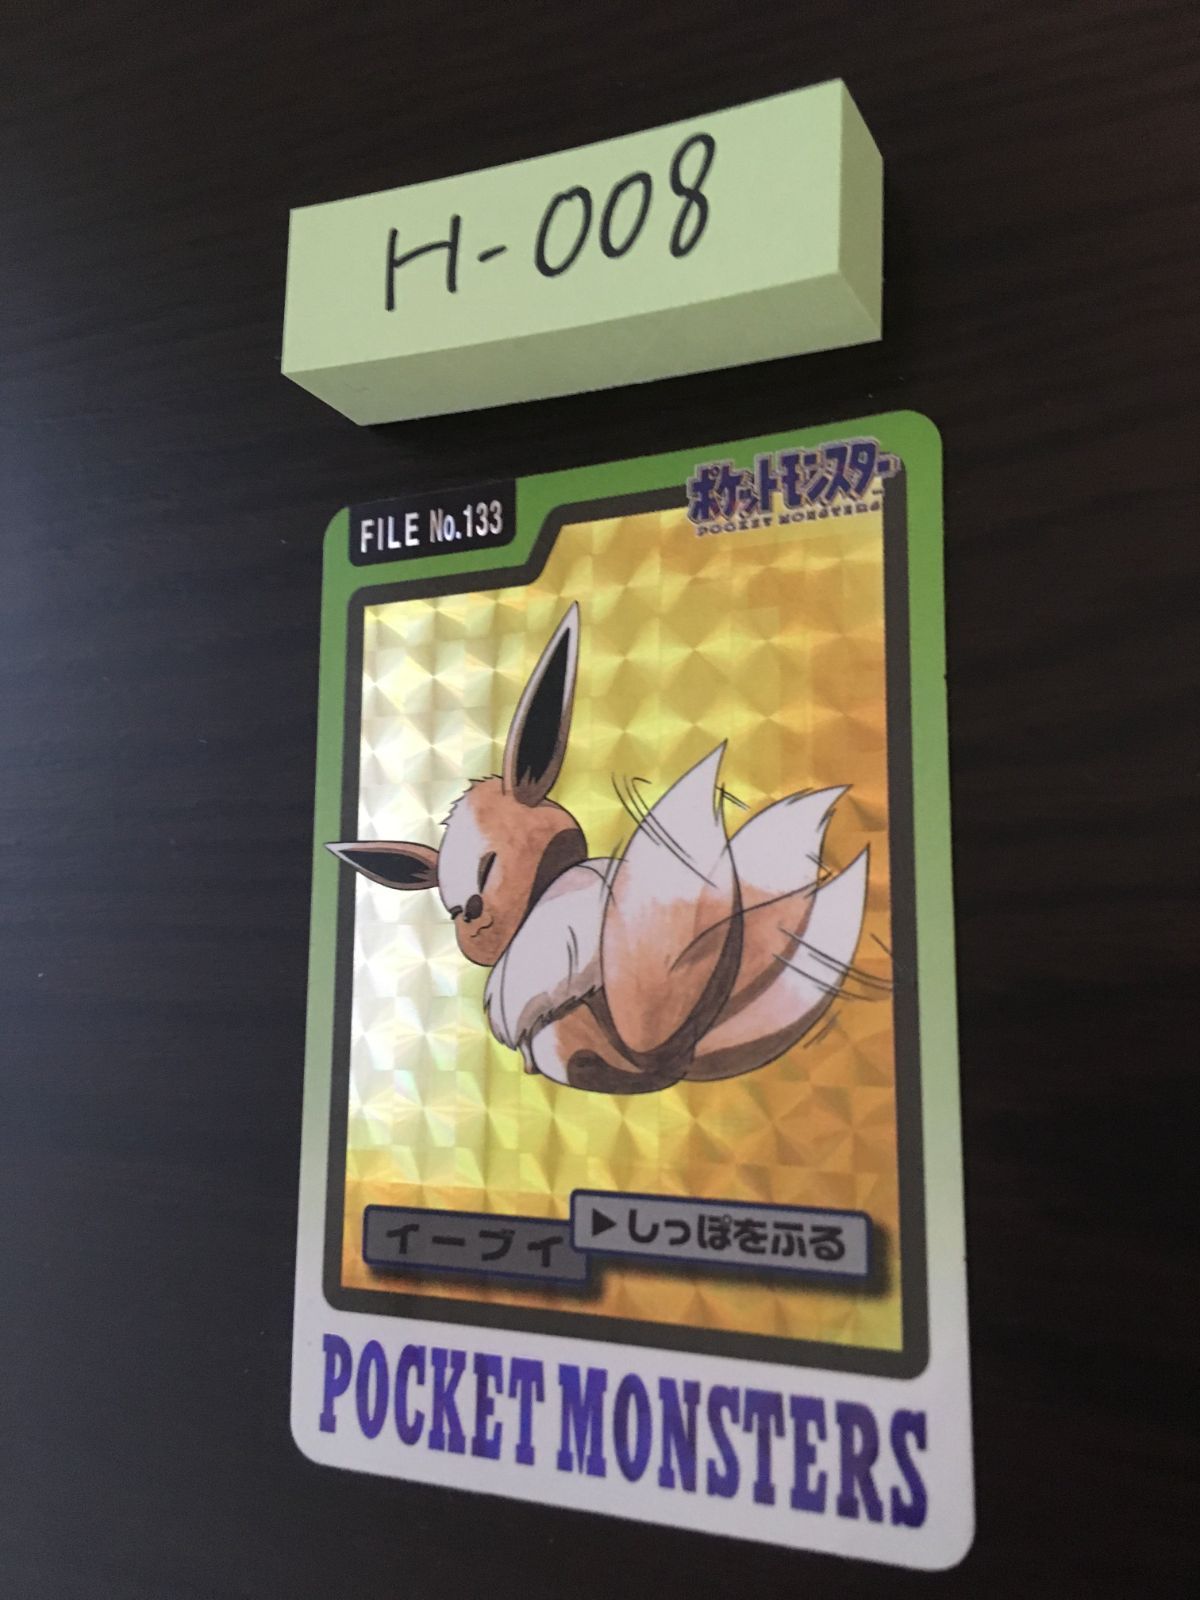 H-008
FILE No.133
ポケットモンスター
POCKET MONSTERS
イーブイ
▶しっぽをふる
POCKET MONSTERS